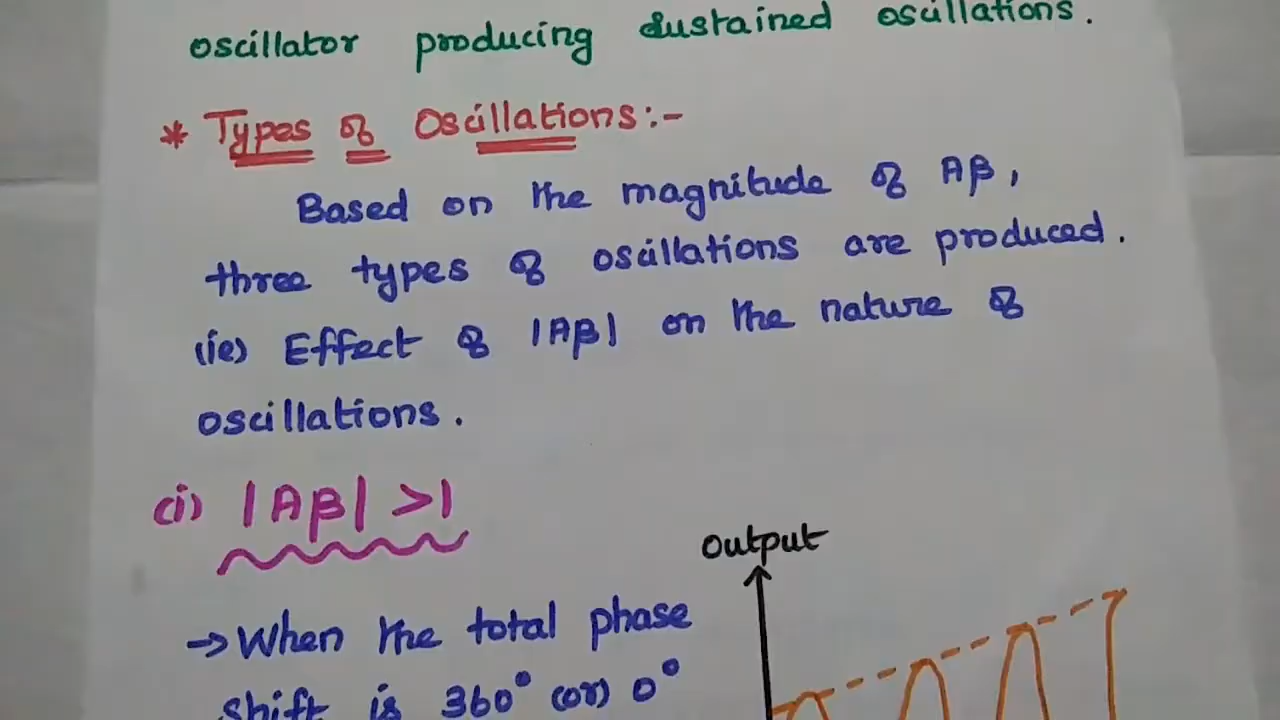 oscillator producing sustained oscillations.
* Types of Oscillations:-
Based on the magnitude of Aβ,
three types of oscillations are produced.
(ie) Effect of |Aβ| on the nature of
oscillations.
(i) |Aβ| >1
output
→ When the total phase
shift is 360° (or) 0°